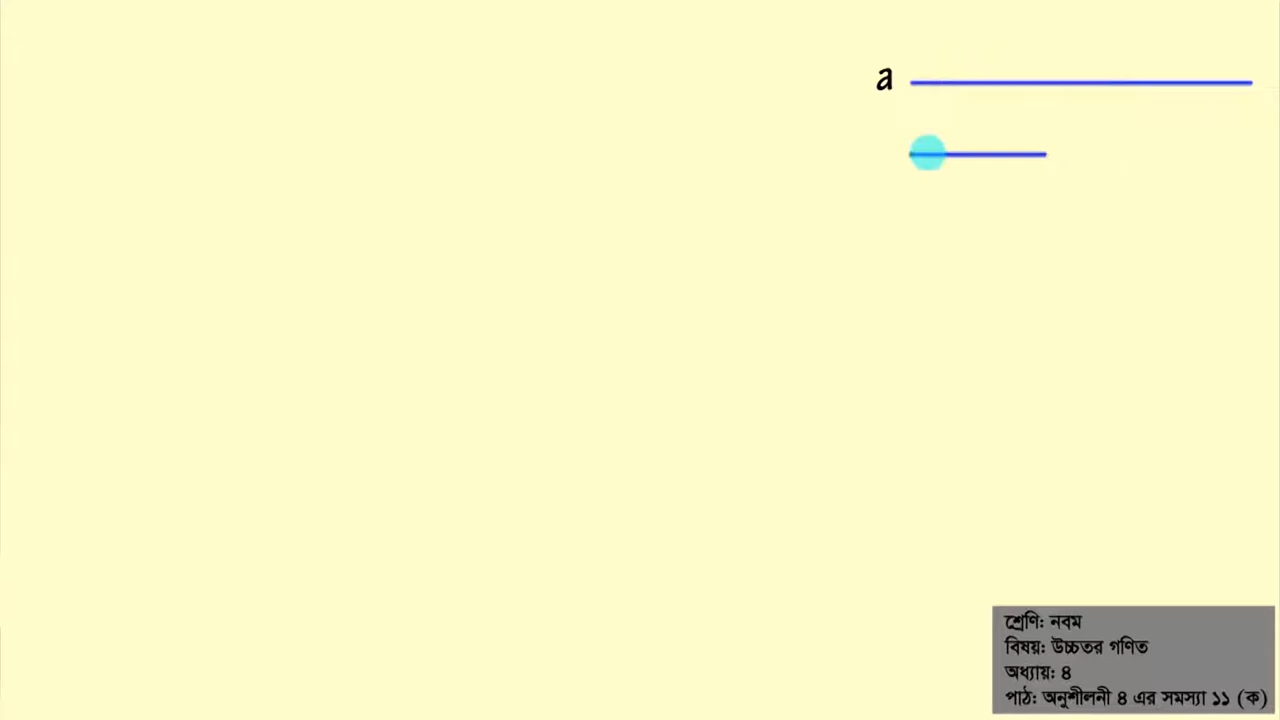 a
শ্রেণি: নবম
বিষয়: উচ্চতর গণিত
অধ্যায়: ৪
পাঠ: অনুশীলনী ৪ এর সমস্যা ১১ (ক)